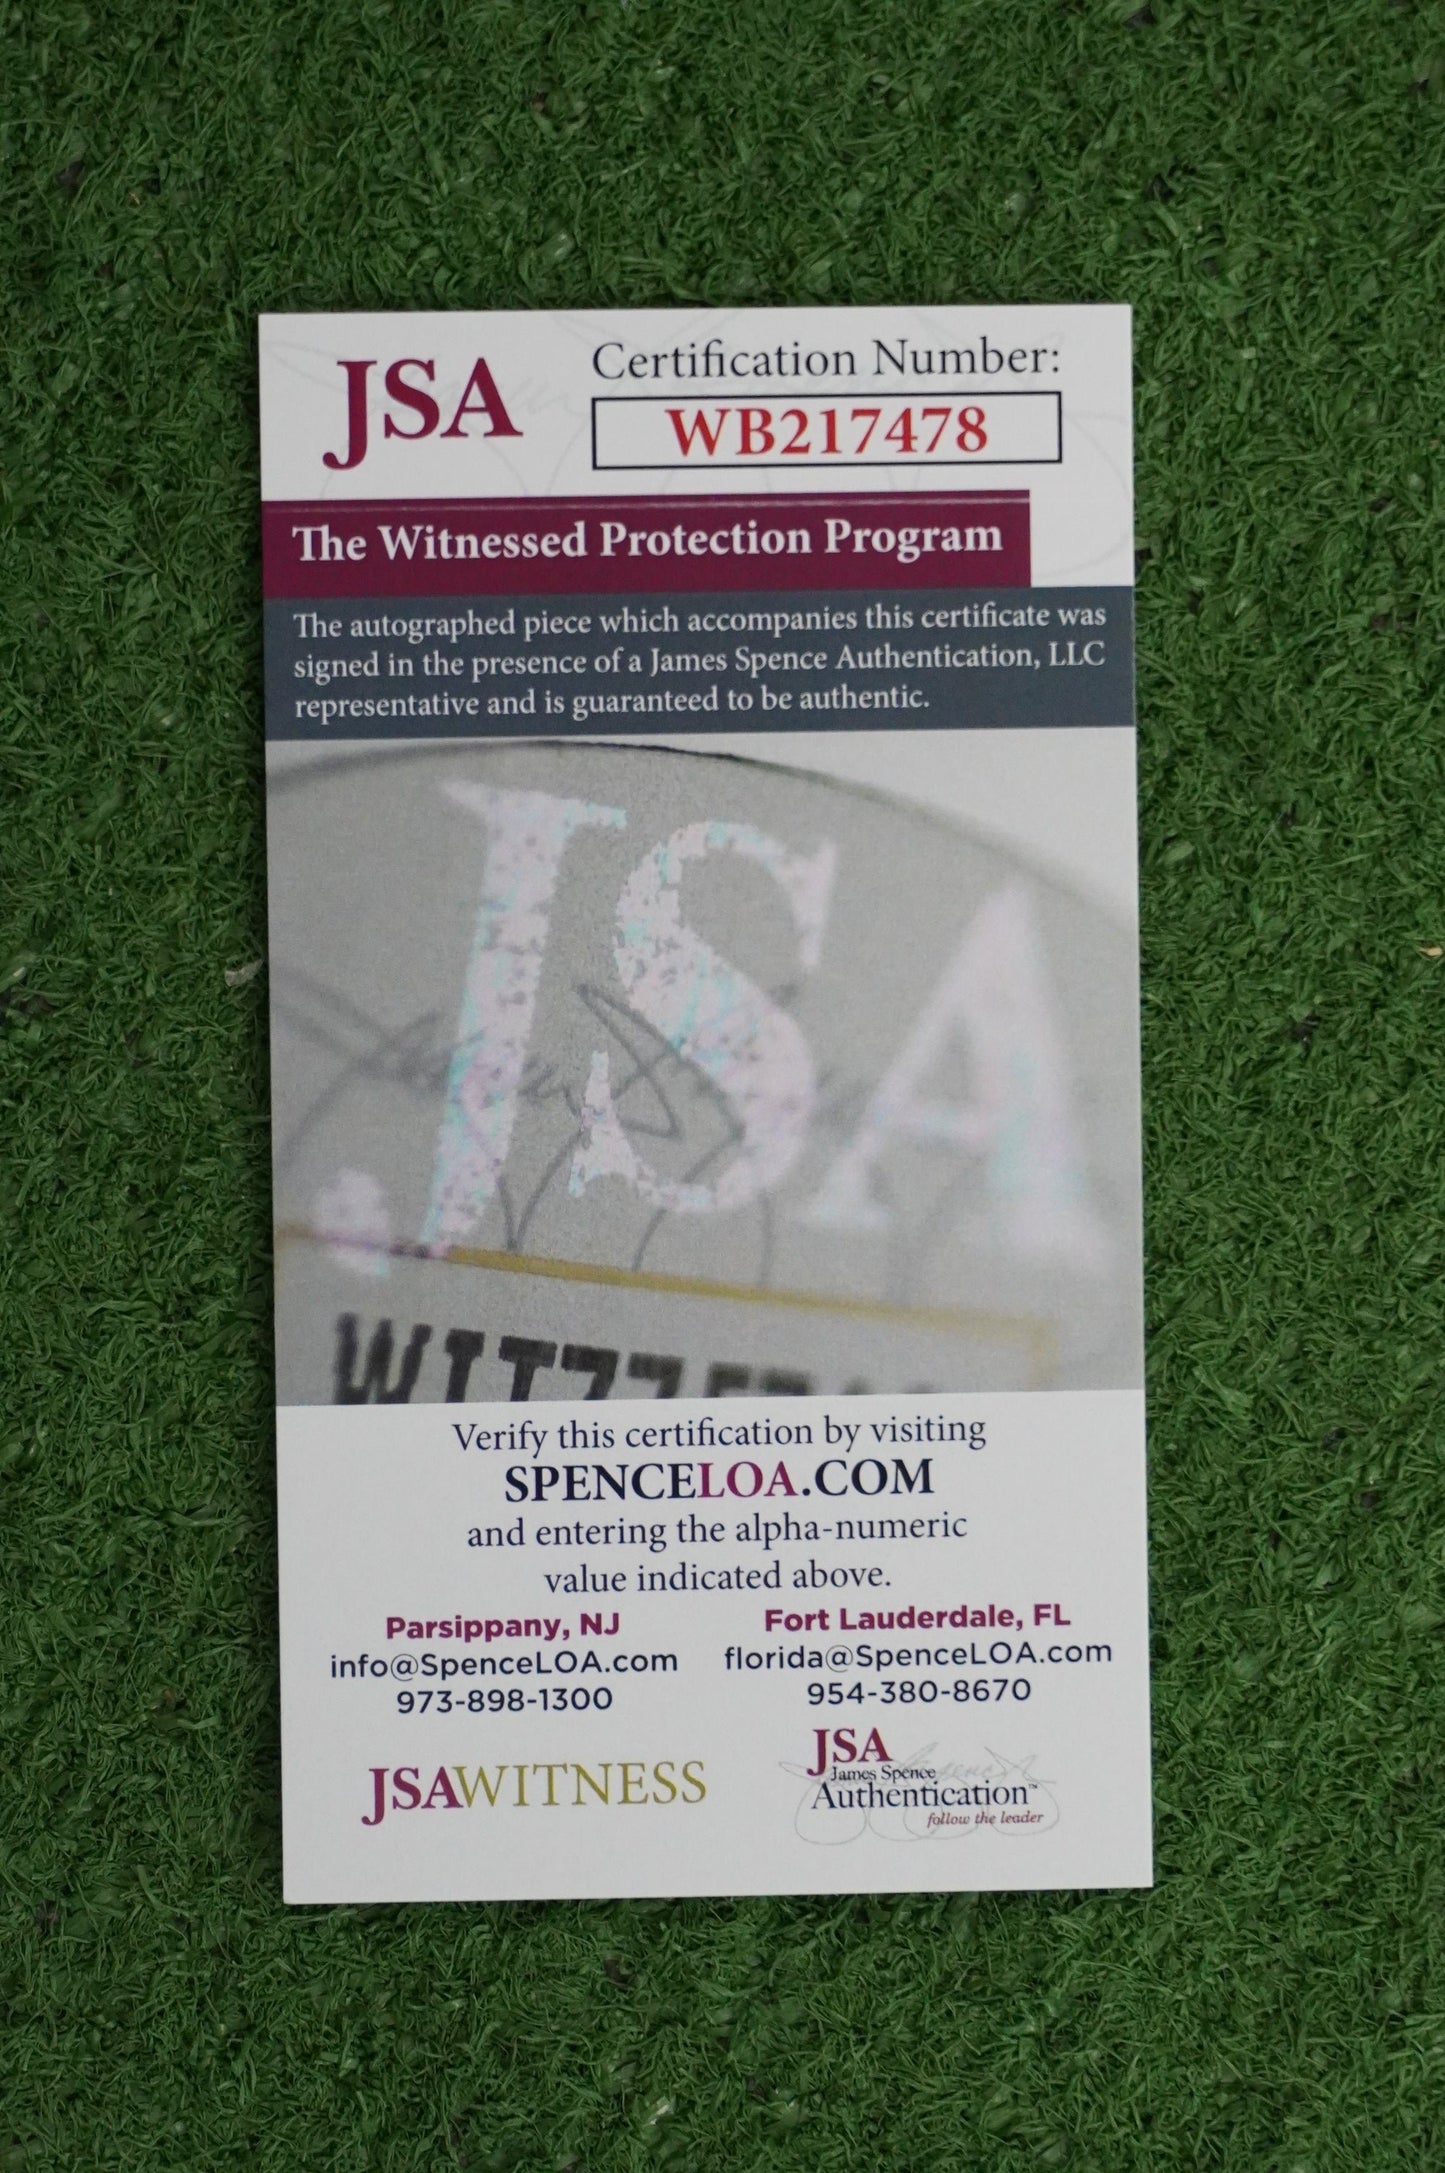 JSA
Certification Number:
WB217478
The Witnessed Protection Program
The autographed piece which accompanies this certificate was
signed in the presence of a James Spence Authentication, LLC
representative and is guaranteed to be authentic.
JSA
Verify this certification by visiting
SPENCELOA.COM
and entering the alpha-numeric
value indicated above.
Parsippany, NJ
info@SpenceLOA.com
973-898-1300
Fort Lauderdale, FL
florida@SpenceLOA.com
954-380-8670
JSAWITNESS
JSA
James Spence
Authentication™
follow the leader